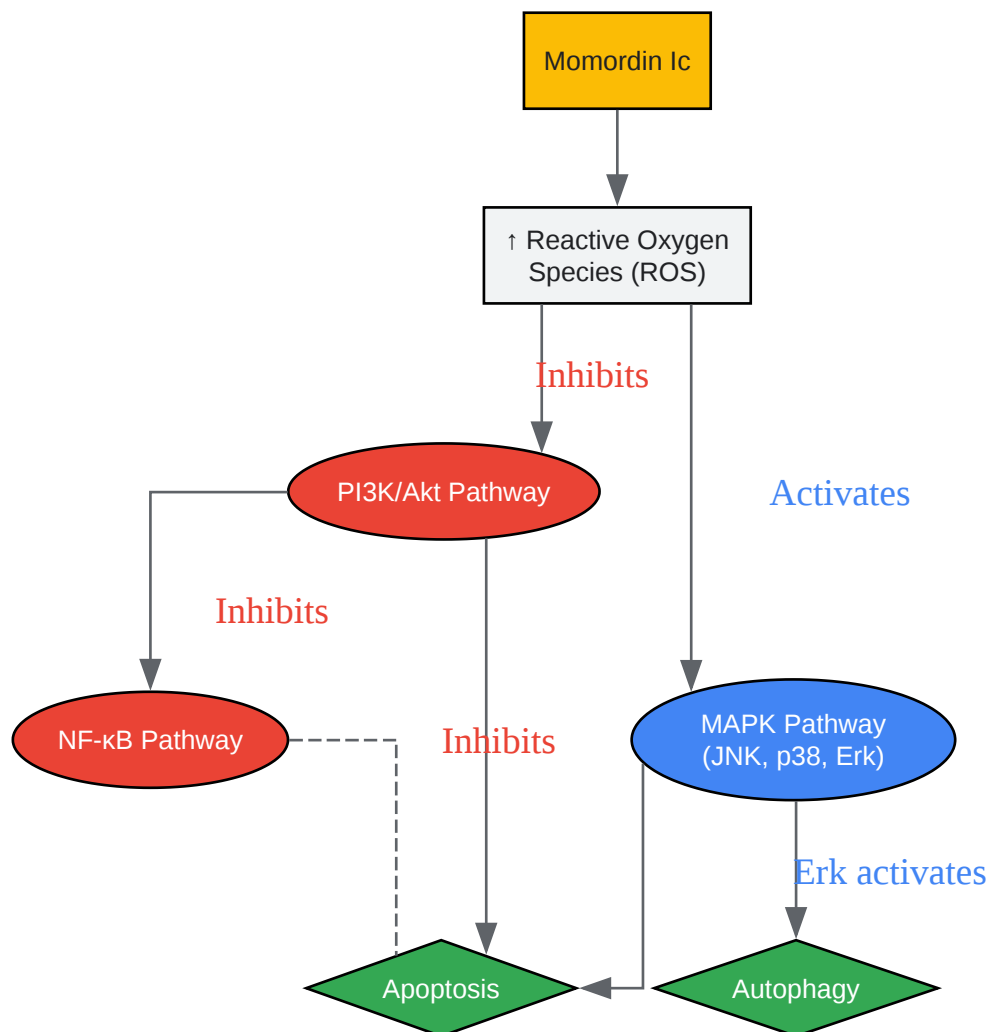 Momordin Ic
↑ Reactive Oxygen
Species (ROS)
Inhibits
PI3K/Akt Pathway
Activates
Inhibits
NF-κB Pathway
Inhibits
MAPK Pathway
(JNK, p38, Erk)
Erk activates
Apoptosis
Autophagy